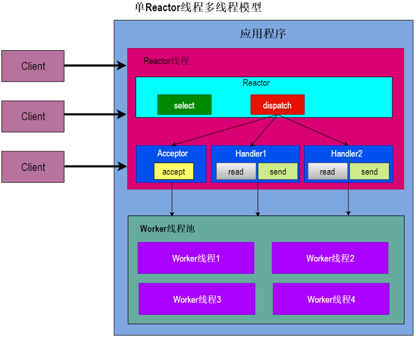 单Reactor线程多线程模型
应用程序
Reactor线程
Reactor
select
dispatch
Client
Client
Client
Acceptor
accept
Handler1
read
send
Handler2
read
send
Worker线程池
Worker线程1
Worker线程2
Worker线程3
Worker线程4